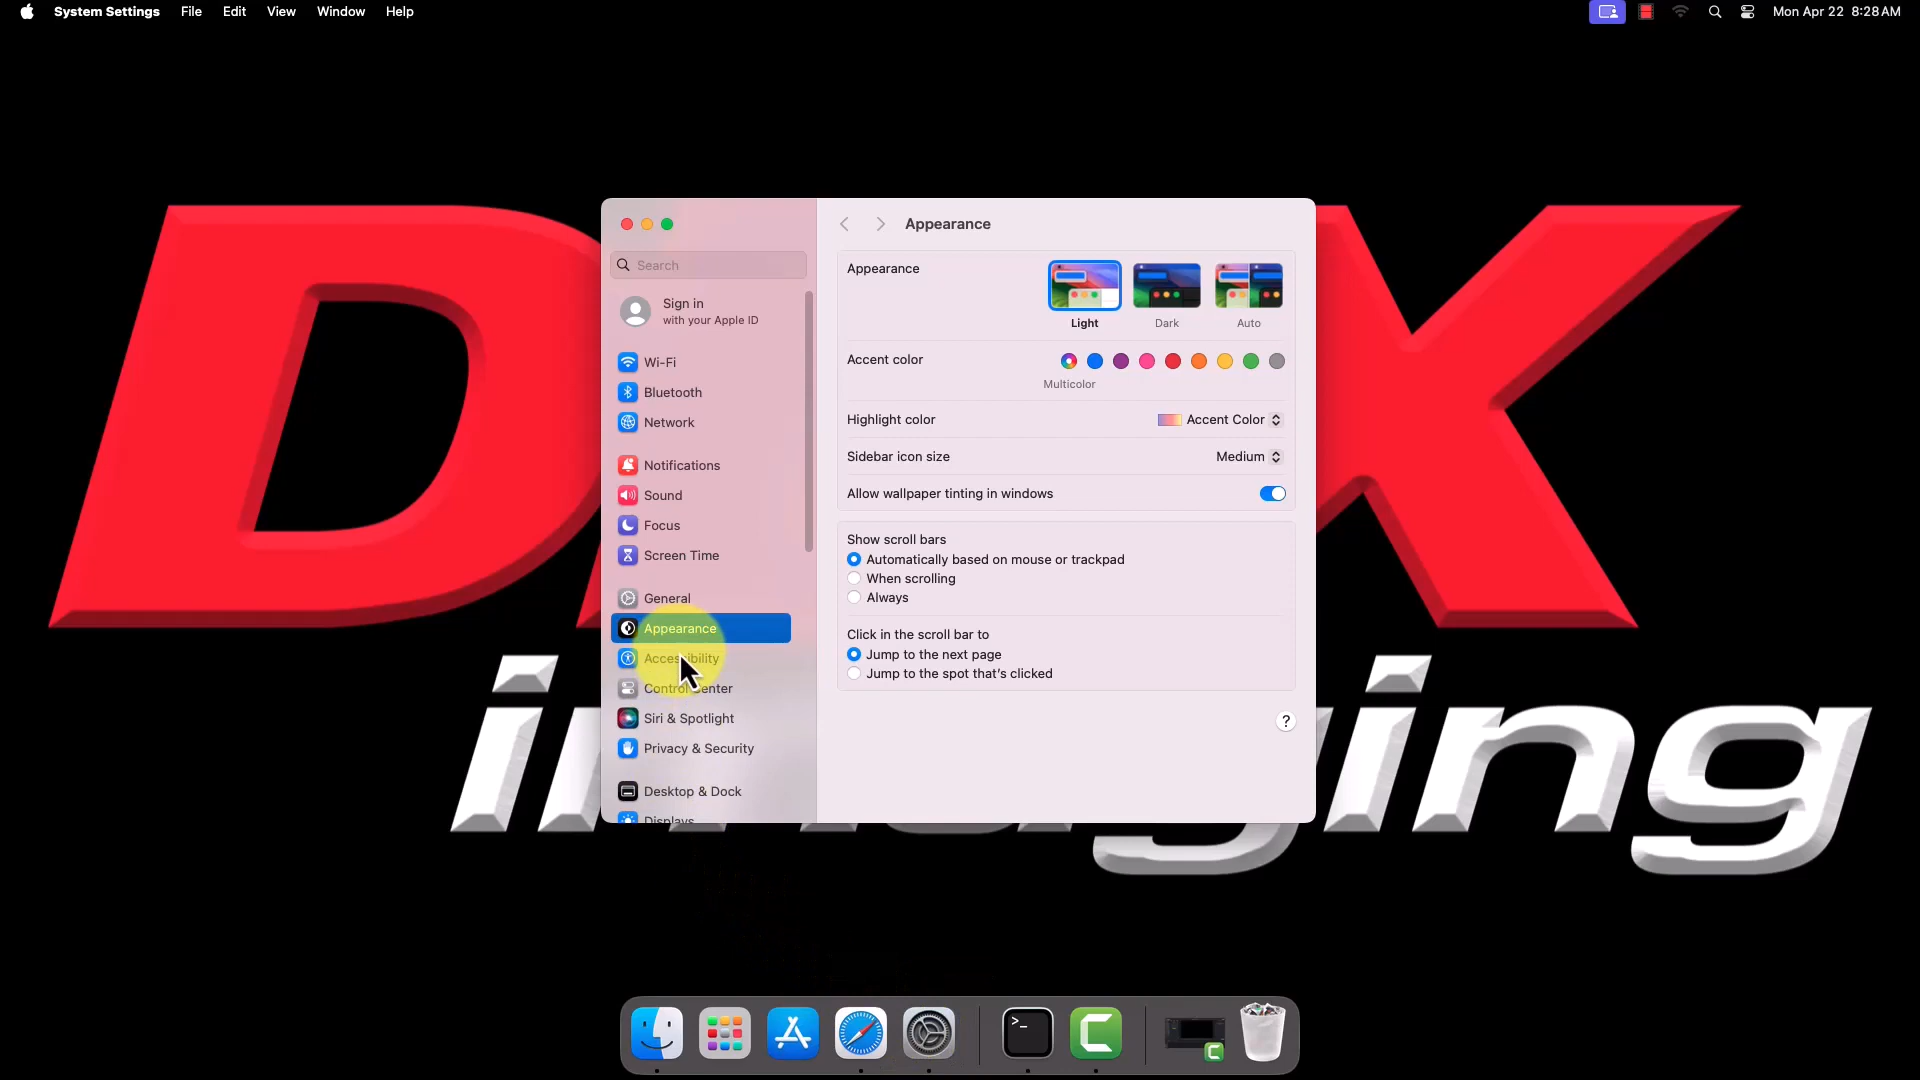 System Settings File Edit View Window Help
Mon Apr 22 8:28 AM
Search
Sign in
with your Apple ID
Wi-Fi
Bluetooth
Network
Notifications
Sound
Focus
Screen Time
General
Appearance
Accessibility
Control Center
Siri & Spotlight
Privacy & Security
Desktop & Dock
Displays
Appearance
Appearance
Light Dark Auto
Accent color
Multicolor
Highlight color Accent Color
Sidebar icon size Medium
Allow wallpaper tinting in windows
Show scroll bars
Automatically based on mouse or trackpad
When scrolling
Always
Click in the scroll bar to
Jump to the next page
Jump to the spot that's clicked
?